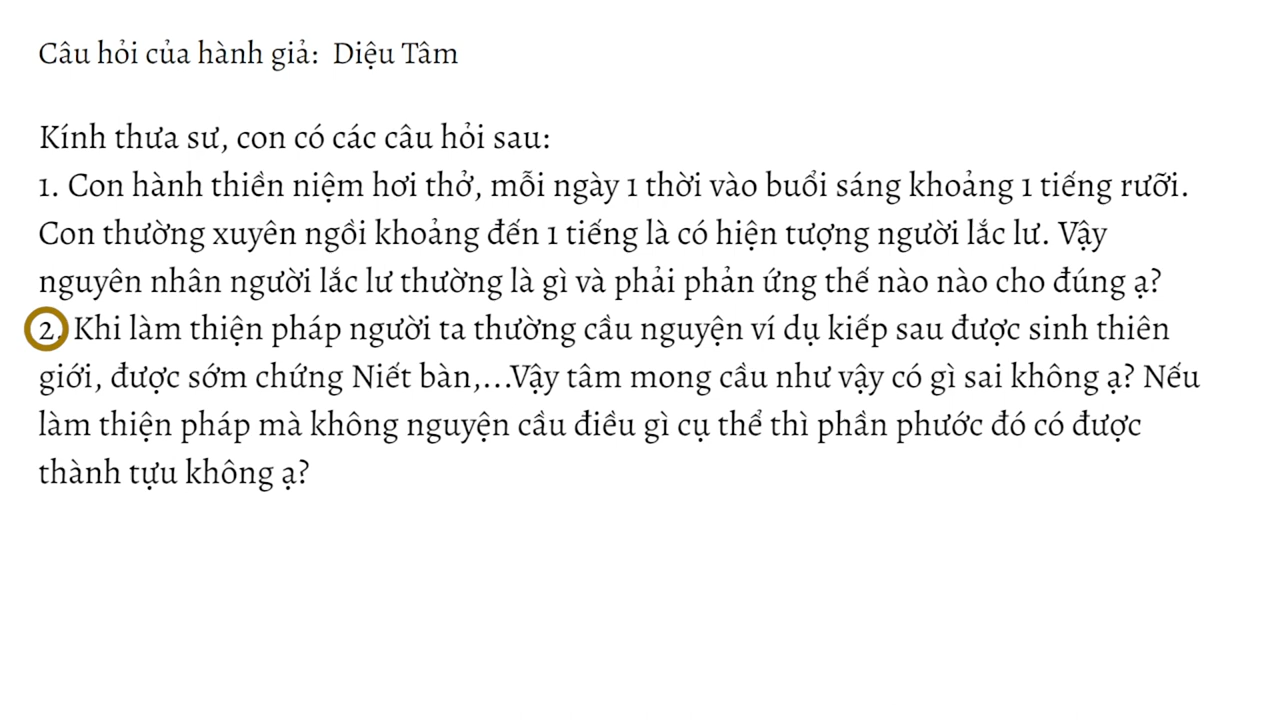 Câu hỏi của hành giả: Diệu Tâm
Kính thưa sư, con có các câu hỏi sau:
1. Con hành thiền niệm hơi thở, mỗi ngày 1 thời vào buổi sáng khoảng 1 tiếng rưỡi.
Con thường xuyên ngồi khoảng đến 1 tiếng là có hiện tượng người lắc lư. Vậy
nguyên nhân người lắc lư thường là gì và phải phản ứng thế nào nào cho đúng ạ?
2. Khi làm thiện pháp người ta thường cầu nguyện ví dụ kiếp sau được sinh thiên
giới, được sớm chứng Niết bàn,...Vậy tâm mong cầu như vậy có gì sai không ạ? Nếu
làm thiện pháp mà không nguyện cầu điều gì cụ thể thì phần phước đó có được
thành tựu không ạ?